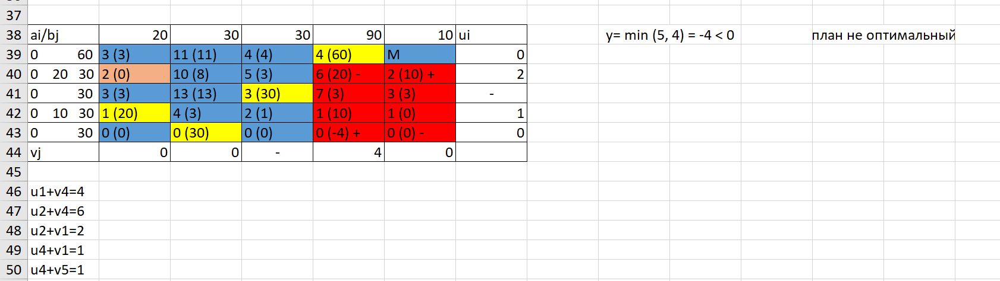 37
38 ai/bj 20 30 30 90 10 ui y= min (5, 4) = -4 < 0 план не оптимальный
39 0 60 3 (3) 11 (11) 4 (4) 4 (60) M 0
40 0 20 30 2 (0) 10 (8) 5 (3) 6 (20) - 2 (10) + 2
41 0 30 3 (3) 13 (13) 3 (30) 7 (3) 3 (3) -
42 0 10 30 1 (20) 4 (3) 2 (1) 1 (10) 1 (0) 1
43 0 30 0 (0) 0 (30) 0 (0) 0 (-4) + 0 (0) - 0
44 vj 0 0 - 4 0
45
46 u1+v4=4
47 u2+v4=6
48 u2+v1=2
49 u4+v1=1
50 u4+v5=1